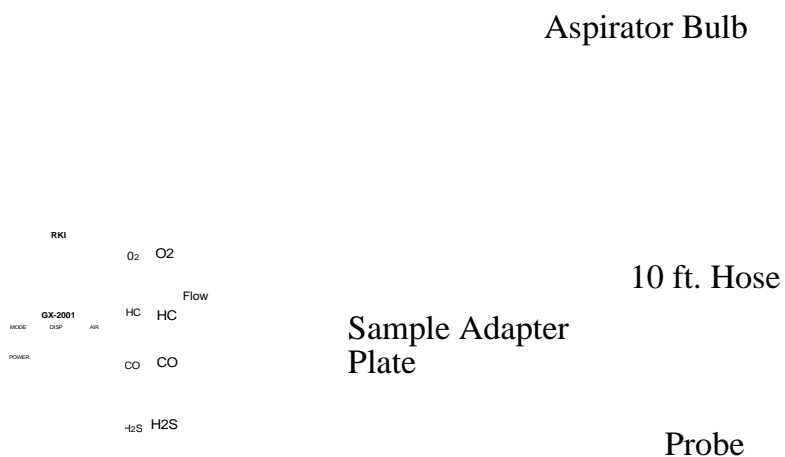 Aspirator Bulb
RKI
O2 O2
10 ft. Hose
Flow
GX-2001
HC HC
MODE DISP AIR
Sample Adapter
Plate
POWER
CO CO
H2S H2S
Probe